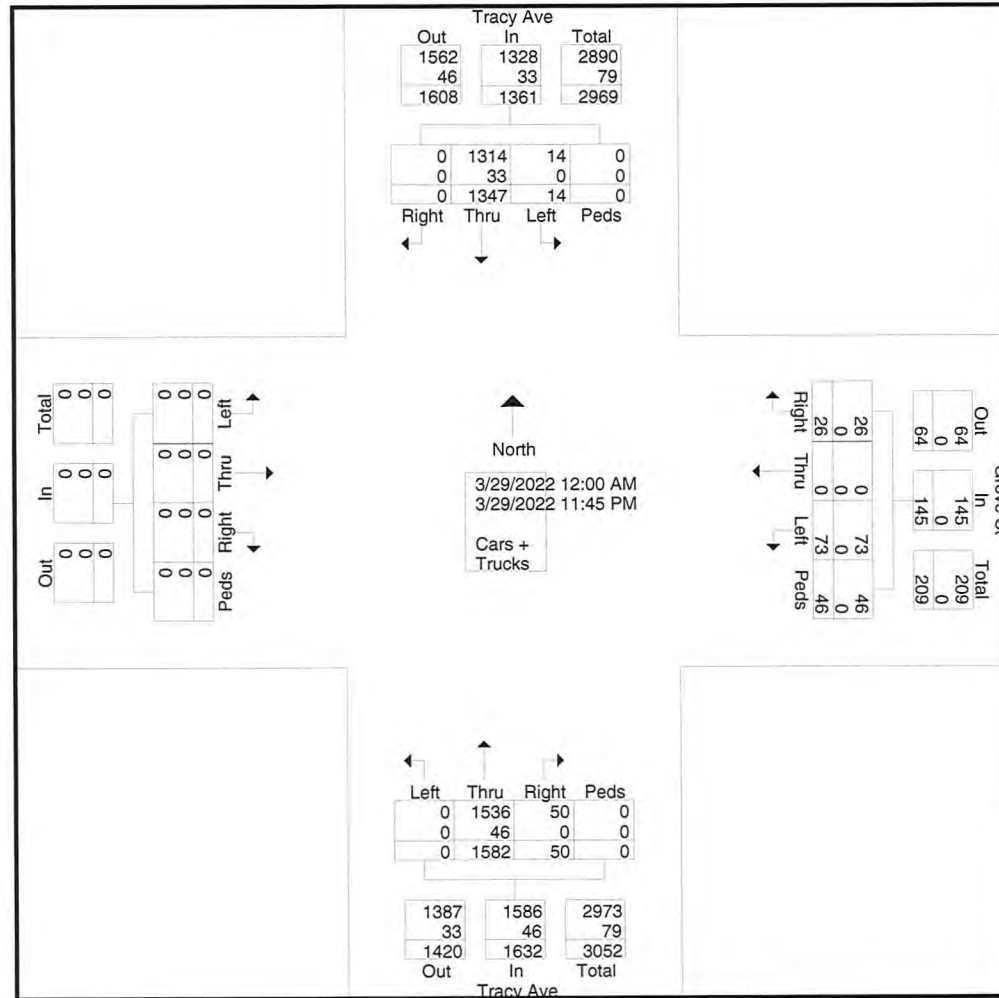 Tracy Ave
Out In Total
1562 1328 2890
46 33 79
1608 1361 2969
0 1314 14 0
0 33 0 0
0 1347 14 0
Right Thru Left Peds
Total
0 0 0
In
0 0 0
Out
0 0 0
Left
0 0 0
Thru
0 0 0
Right
0 0 0
Peds
0 0 0
North
3/29/2022 12:00 AM
3/29/2022 11:45 PM
Cars +
Trucks
Right
26 0 26
Thru
0 0 0
Left
73 0 73
Peds
46 0 46
Out
64 0 64
In
145 0 145
Total
209 0 209
Left Thru Right Peds
0 1536 50 0
0 46 0 0
0 1582 50 0
1387 1586 2973
33 46 79
1420 1632 3052
Out In Total
Tracy Ave